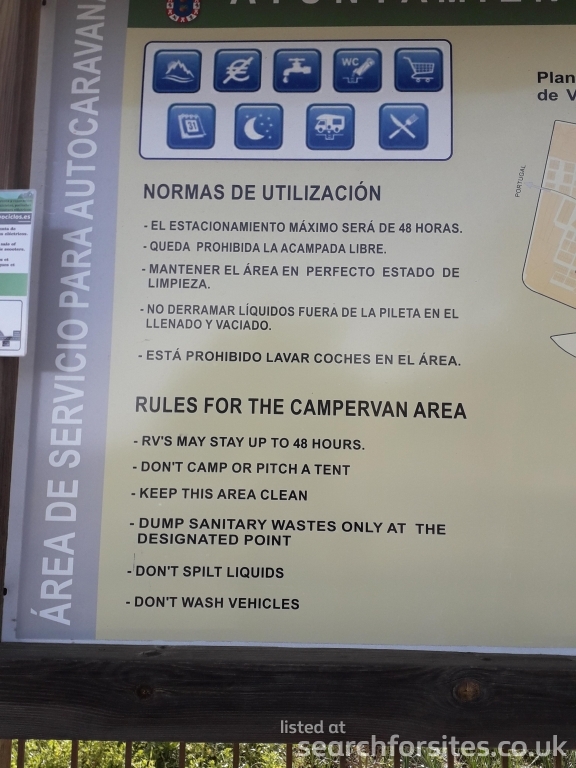 ÁREA DE SERVICIO PARA AUTOCARAVANA
WC
31
Plan
de V
PORTUGAL
NORMAS DE UTILIZACIÓN
- EL ESTACIONAMIENTO MÁXIMO SERÁ DE 48 HORAS.
- QUEDA PROHIBIDA LA ACAMPADA LIBRE.
- MANTENER EL ÁREA EN PERFECTO ESTADO DE
LIMPIEZA.
- NO DERRAMAR LÍQUIDOS FUERA DE LA PILETA EN EL
LLENADO Y VACIADO.
- ESTÁ PROHIBIDO LAVAR COCHES EN EL ÁREA.
RULES FOR THE CAMPERVAN AREA
- RV'S MAY STAY UP TO 48 HOURS.
- DON'T CAMP OR PITCH A TENT
- KEEP THIS AREA CLEAN
- DUMP SANITARY WASTES ONLY AT THE
DESIGNATED POINT
- DON'T SPILT LIQUIDS
- DON'T WASH VEHICLES
listed at
searchforsites.co.uk